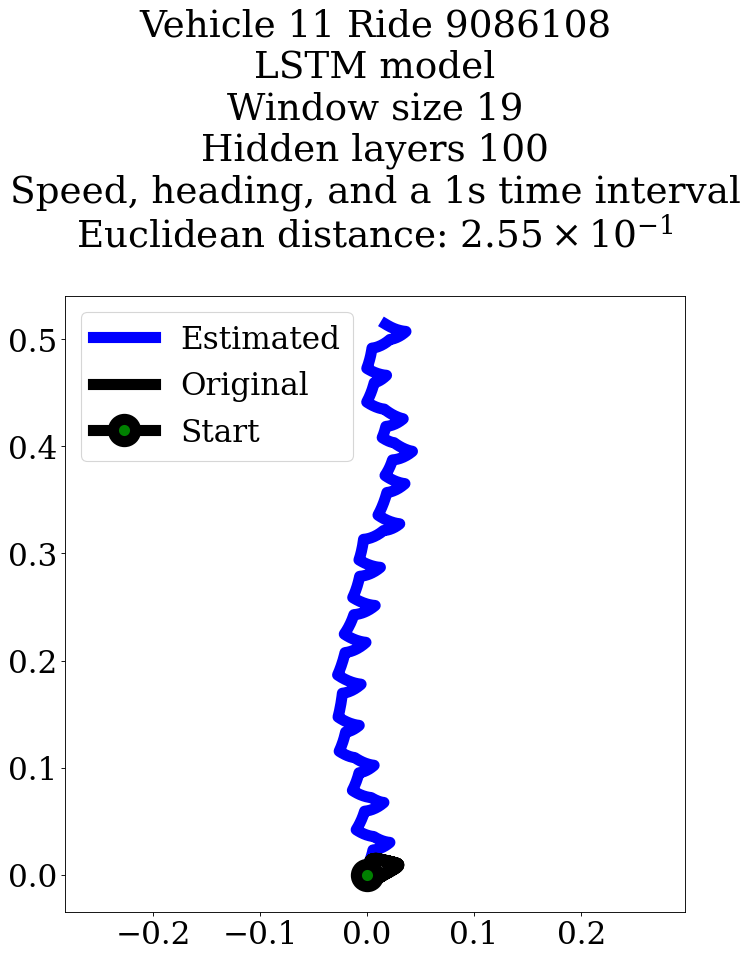 Vehicle 11 Ride 9086108
LSTM model
Window size 19
Hidden layers 100
Speed, heading, and a 1s time interval
Euclidean distance: 2.55 × 10⁻¹
Estimated
Original
Start
0.5
0.4
0.3
0.2
0.1
0.0
−0.2 −0.1 0.0 0.1 0.2